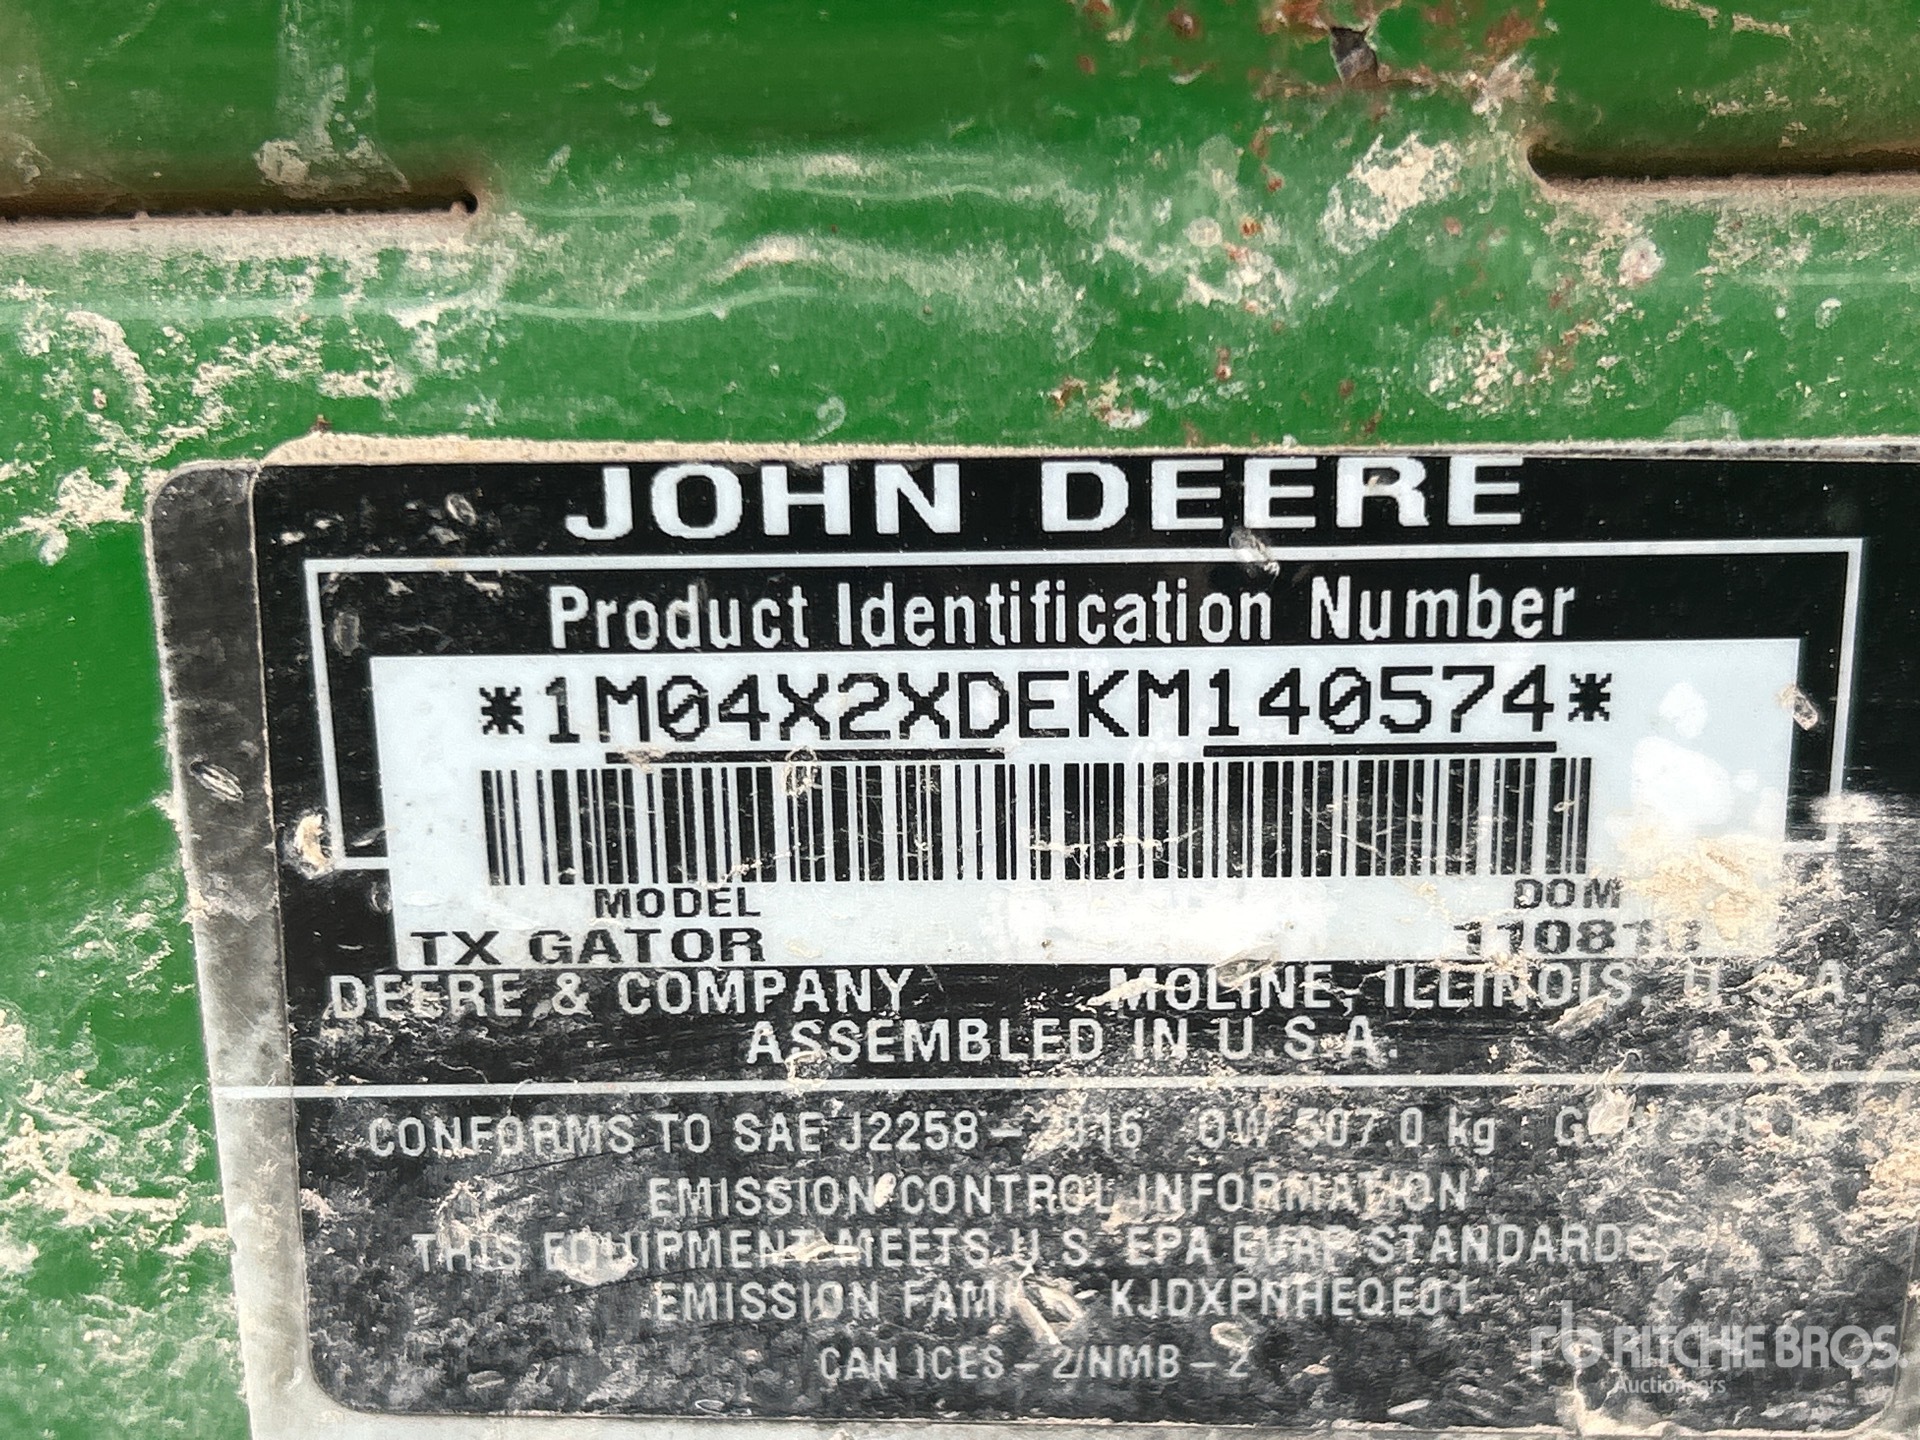 JOHN DEERE
Product Identification Number
*1M04X2XDEKM140574*
MODEL DOM
TX GATOR
DEERE & COMPANY MOLINE, ILLINOIS, U.S.A.
ASSEMBLED IN U.S.A.
CONFORMS TO SAE J2258 - OW 507.0 kg
EMISSION CONTROL INFORMATION
THIS EQUIPMENT MEETS U.S. EPA EVAP STANDARDS
EMISSION KJDXPNHEQE01
CAN ICES - 2/NMB - 2
rb RITCHIE BROS.
Auctioneers